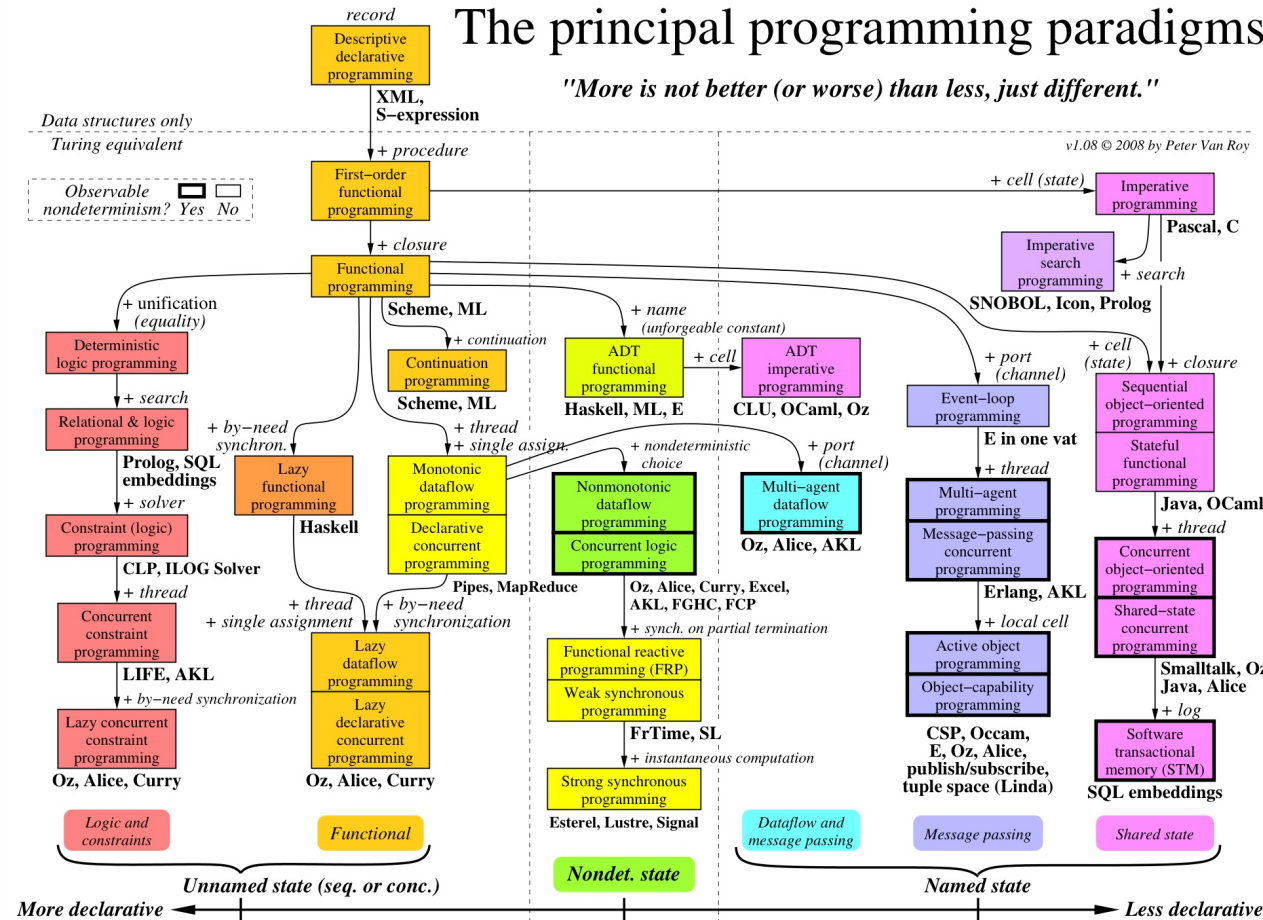 The principal programming paradigms
"More is not better (or worse) than less, just different."
v1.08 © 2008 by Peter Van Roy
record
Descriptive
declarative
programming
XML,
S−expression
Data structures only
Turing equivalent
Observable
nondeterminism? Yes No
+ procedure
First−order
functional
programming
+ cell (state)
Imperative
programming
Pascal, C
Imperative
search
programming
+ search
SNOBOL, Icon, Prolog
+ closure
Functional
programming
Scheme, ML
+ unification
(equality)
Deterministic
logic programming
+ search
Relational & logic
programming
Prolog, SQL
embeddings
+ solver
Constraint (logic)
programming
CLP, ILOG Solver
+ thread
Concurrent
constraint
programming
LIFE, AKL
+ by−need synchronization
Lazy concurrent
constraint
programming
Oz, Alice, Curry
+ continuation
Continuation
programming
Scheme, ML
+ by−need
synchron.
Lazy
functional
programming
Haskell
+ thread
+ single assign.
Monotonic
dataflow
programming
Declarative
concurrent
programming
Pipes, MapReduce
+ thread
+ single assignment
+ by−need
synchronization
Lazy
dataflow
programming
Lazy
declarative
concurrent
programming
Oz, Alice, Curry
+ name
(unforgeable constant)
ADT
functional
programming
Haskell, ML, E
+ cell
ADT
imperative
programming
CLU, OCaml, Oz
+ nondeterministic
choice
Nonmonotonic
dataflow
programming
Concurrent logic
programming
Oz, Alice, Curry, Excel,
AKL, FGHC, FCP
+ synch. on partial termination
Functional reactive
programming (FRP)
Weak synchronous
programming
FrTime, SL
+ instantaneous computation
Strong synchronous
programming
Esterel, Lustre, Signal
+ port
(channel)
Multi−agent
dataflow
programming
Oz, Alice, AKL
+ port
(channel)
Event−loop
programming
E in one vat
+ thread
Multi−agent
programming
Message−passing
concurrent
programming
Erlang, AKL
+ local cell
Active object
programming
Object−capability
programming
CSP, Occam,
E, Oz, Alice,
publish/subscribe,
tuple space (Linda)
+ cell
(state)
+ closure
Sequential
object−oriented
programming
Stateful
functional
programming
Java, OCaml
+ thread
Concurrent
object−oriented
programming
Shared−state
concurrent
programming
Smalltalk, Oz
Java, Alice
+ log
Software
transactional
memory (STM)
SQL embeddings
Logic and
constraints
Functional
Dataflow and
message passing
Message passing
Shared state
Unnamed state (seq. or conc.)
Nondet. state
Named state
More declarative
Less declarative